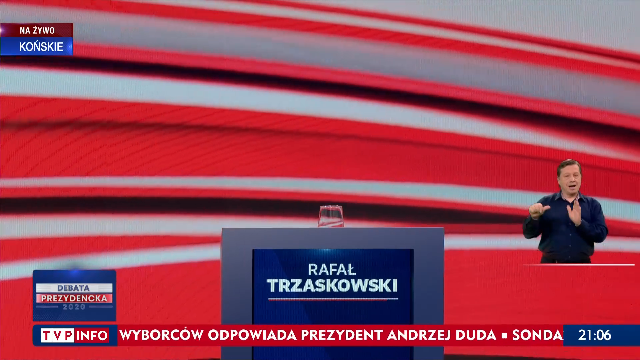 NA ŻYWO
KOŃSKIE
RAFAŁ
TRZASKOWSKI
DEBATA
PREZYDENCKA
2020
TVP INFO WYBORCÓW ODPOWIADA PREZYDENT ANDRZEJ DUDA ▪ SONDA 21:06